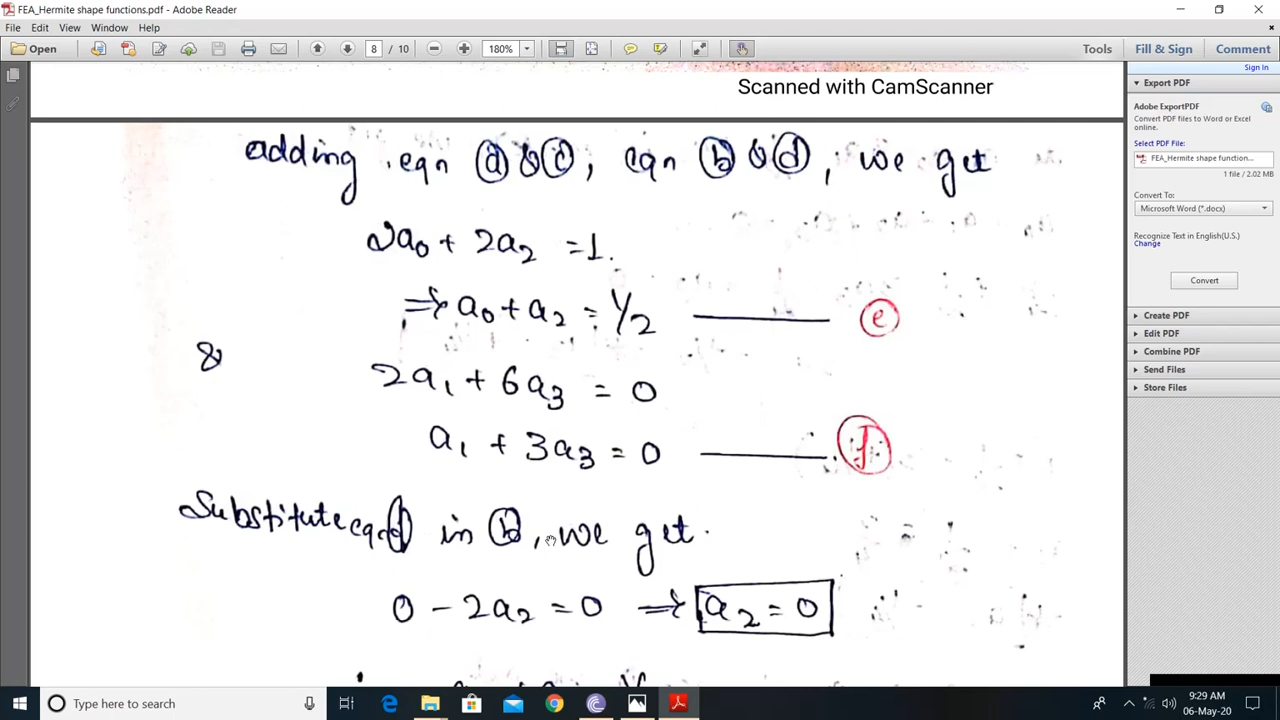 FEA_Hermite shape functions.pdf - Adobe Reader
File Edit View Window Help
Open 8 / 10 180% Tools Fill & Sign Comment
Sign In
Scanned with CamScanner
adding eqn ⓐ & ⓒ, eqn ⓑ & ⓓ, we get
2a₀ + 2a₂ = 1.
⇒ a₀ + a₂ = 1/2 ⓔ
&
2a₁ + 6a₃ = 0
a₁ + 3a₃ = 0 ⓕ
Substitute eqn in ⓑ, we get.
0 - 2a₂ = 0 ⇒ a₂ = 0
Export PDF
Adobe ExportPDF
Convert PDF files to Word or Excel
online.
Select PDF File:
FEA_Hermite shape function...
1 file / 2.02 MB
Convert To:
Microsoft Word (*.docx)
Recognize Text in English(U.S.)
Change
Convert
Create PDF
Edit PDF
Combine PDF
Send Files
Store Files
Type here to search
9:29 AM
06-May-20